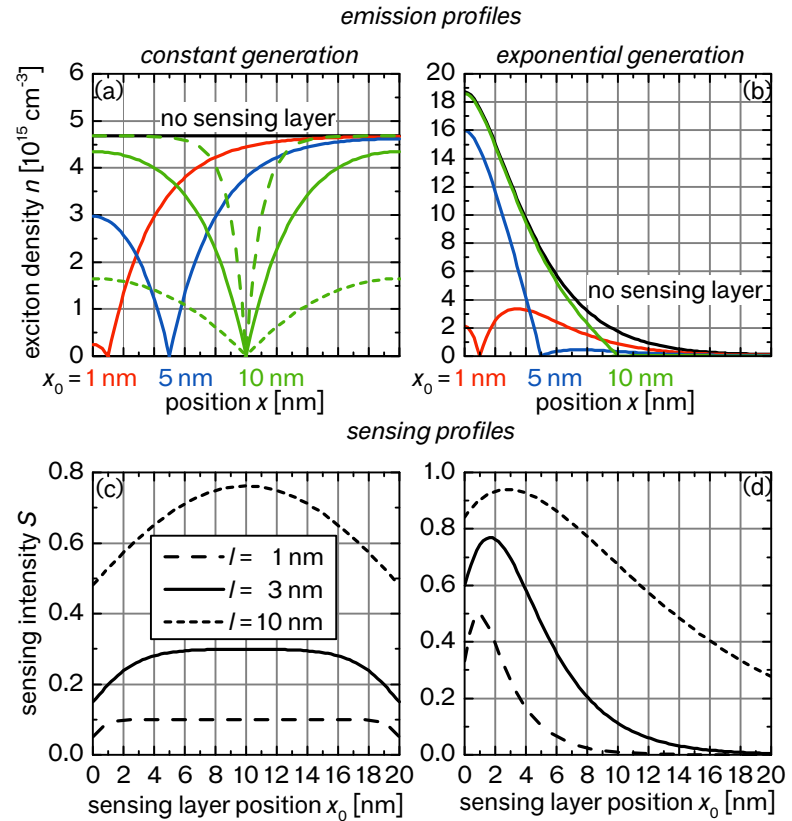 emission profiles
constant generation
exponential generation
6
5
4
3
2
1
0
exciton density n [10¹⁵ cm⁻³]
(a)
no sensing layer
x₀ = 1 nm 5 nm 10 nm
position x [nm]
20
18
16
14
12
10
8
6
4
2
0
(b)
no sensing layer
x₀ = 1 nm 5 nm 10 nm
position x [nm]
sensing profiles
0.8
0.6
0.4
0.2
0.0
sensing intensity S
(c)
l = 1 nm
l = 3 nm
l = 10 nm
0 2 4 6 8 10 12 14 16 18 20
sensing layer position x₀ [nm]
1.0
0.8
0.6
0.4
0.2
0.0
(d)
0 2 4 6 8 10 12 14 16 18 20
sensing layer position x₀ [nm]